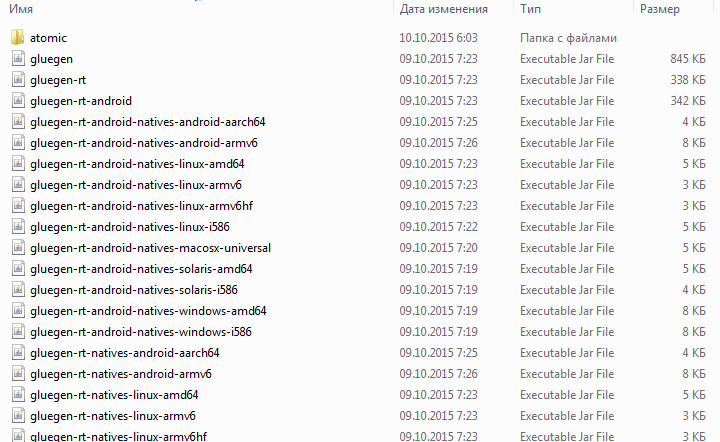 Имя Дата изменения Тип Размер
atomic 10.10.2015 6:03 Папка с файлами
gluegen 09.10.2015 7:23 Executable Jar File 845 КБ
gluegen-rt 09.10.2015 7:23 Executable Jar File 338 КБ
gluegen-rt-android 09.10.2015 7:23 Executable Jar File 342 КБ
gluegen-rt-android-natives-android-aarch64 09.10.2015 7:25 Executable Jar File 4 КБ
gluegen-rt-android-natives-android-armv6 09.10.2015 7:26 Executable Jar File 8 КБ
gluegen-rt-android-natives-linux-amd64 09.10.2015 7:23 Executable Jar File 5 КБ
gluegen-rt-android-natives-linux-armv6 09.10.2015 7:23 Executable Jar File 3 КБ
gluegen-rt-android-natives-linux-armv6hf 09.10.2015 7:23 Executable Jar File 3 КБ
gluegen-rt-android-natives-linux-i586 09.10.2015 7:22 Executable Jar File 5 КБ
gluegen-rt-android-natives-macosx-universal 09.10.2015 7:20 Executable Jar File 5 КБ
gluegen-rt-android-natives-solaris-amd64 09.10.2015 7:19 Executable Jar File 5 КБ
gluegen-rt-android-natives-solaris-i586 09.10.2015 7:19 Executable Jar File 4 КБ
gluegen-rt-android-natives-windows-amd64 09.10.2015 7:19 Executable Jar File 8 КБ
gluegen-rt-android-natives-windows-i586 09.10.2015 7:19 Executable Jar File 8 КБ
gluegen-rt-natives-android-aarch64 09.10.2015 7:25 Executable Jar File 4 КБ
gluegen-rt-natives-android-armv6 09.10.2015 7:26 Executable Jar File 8 КБ
gluegen-rt-natives-linux-amd64 09.10.2015 7:23 Executable Jar File 5 КБ
gluegen-rt-natives-linux-armv6 09.10.2015 7:23 Executable Jar File 3 КБ
gluegen-rt-natives-linux-armv6hf 09.10.2015 7:23 Executable Jar File 3 КБ